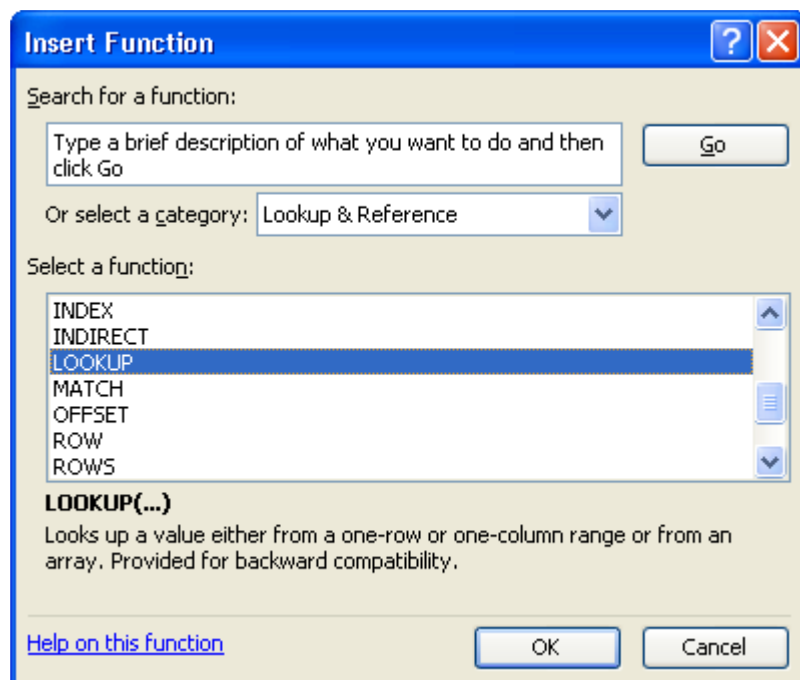 Insert Function
Search for a function:
Type a brief description of what you want to do and then
click Go
Go
Or select a category: Lookup & Reference
Select a function:
INDEX
INDIRECT
LOOKUP
MATCH
OFFSET
ROW
ROWS
LOOKUP(...)
Looks up a value either from a one-row or one-column range or from an
array. Provided for backward compatibility.
Help on this function
OK
Cancel